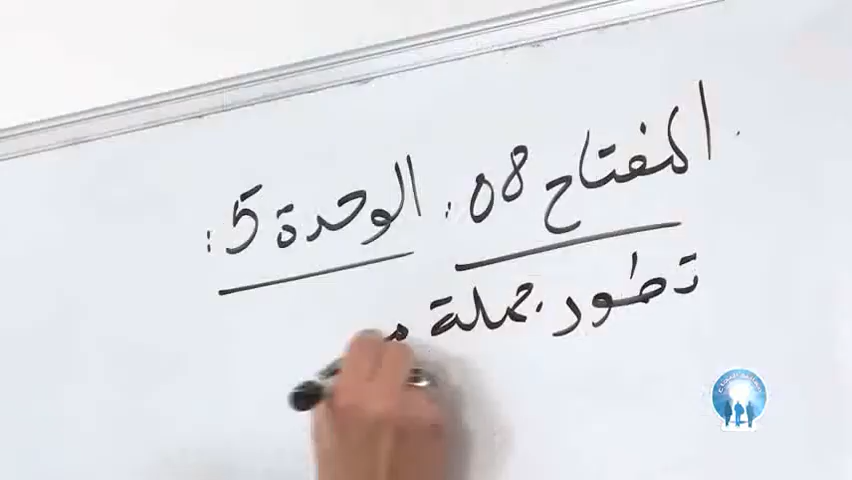 المفتاح 08: الوحدة 5:
تطور جملة م